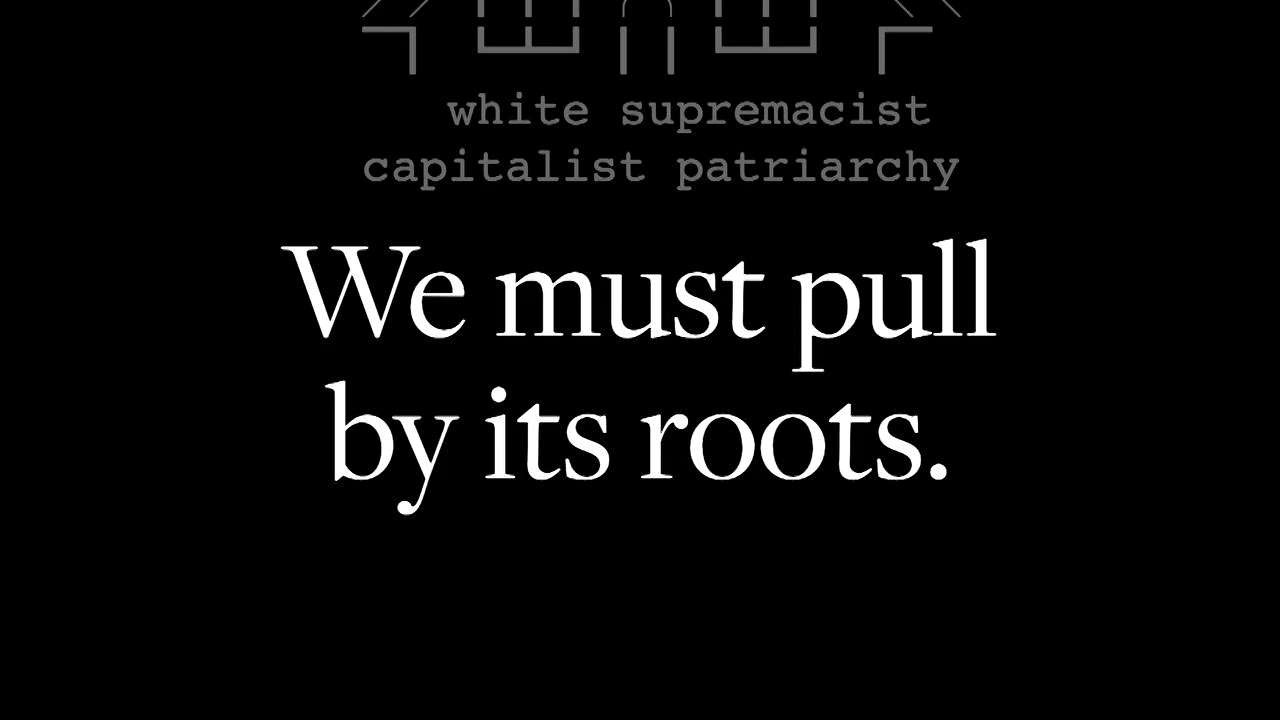 white supremacist
capitalist patriarchy
We must pull
by its roots.